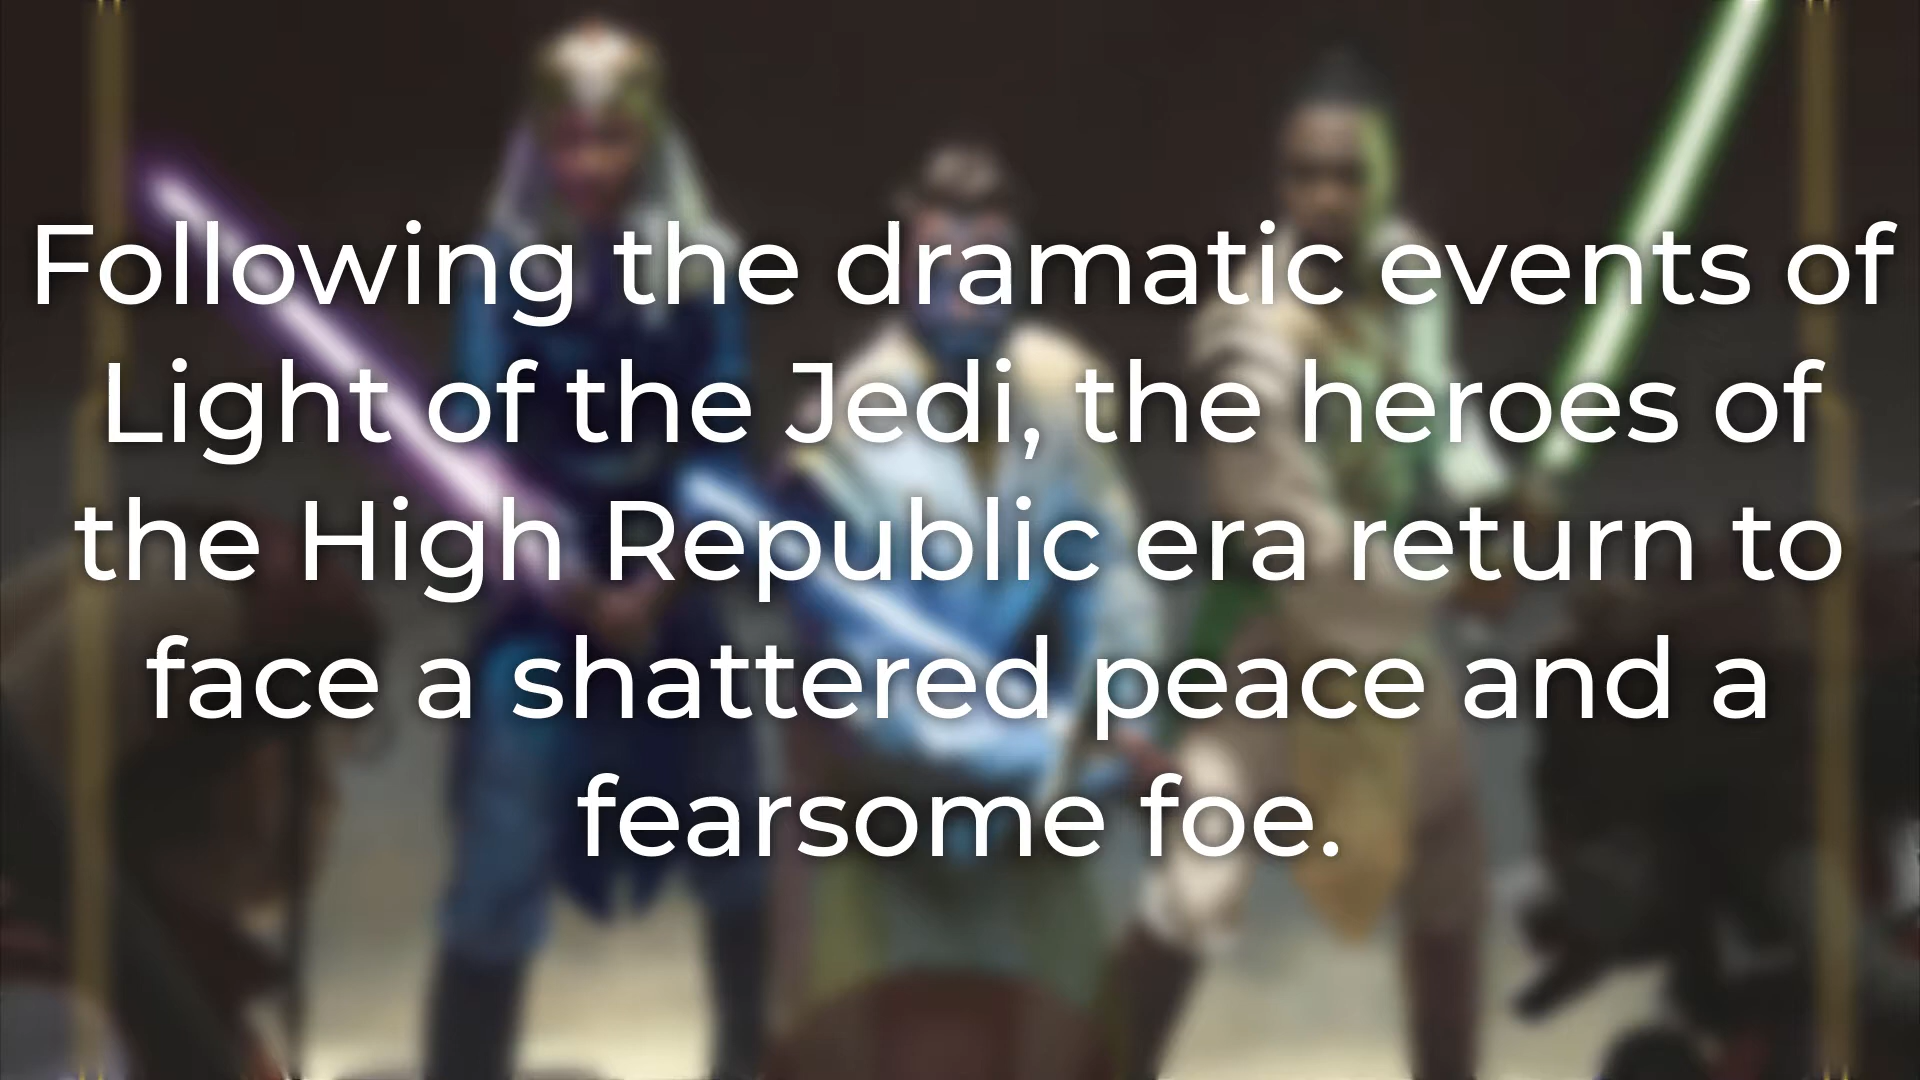 Following the dramatic events of
Light of the Jedi, the heroes of
the High Republic era return to
face a shattered peace and a
fearsome foe.